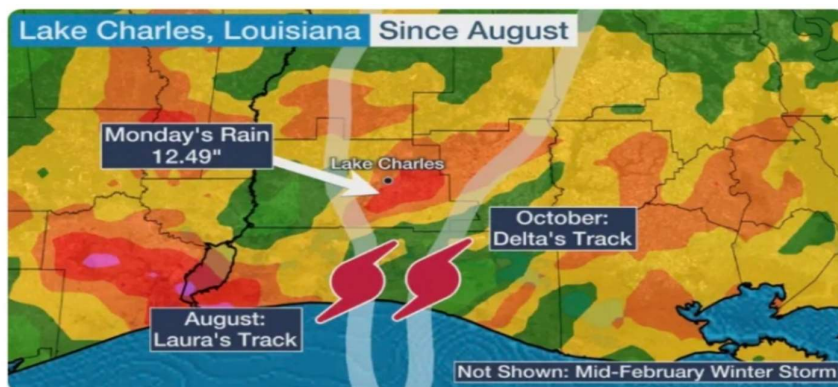 Lake Charles, Louisiana Since August
Monday's Rain
12.49"
Lake Charles
October:
Delta's Track
August:
Laura's Track
Not Shown: Mid-February Winter Storm